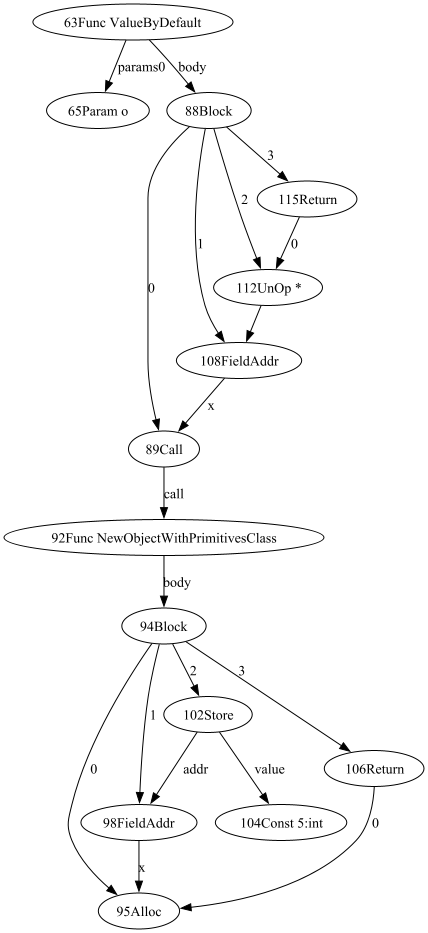 63Func ValueByDefault
params0
body
65Param o
88Block
3
115Return
2
0
1
112UnOp *
0
108FieldAddr
x
89Call
call
92Func NewObjectWithPrimitivesClass
body
94Block
2
3
102Store
1
0
addr
value
106Return
98FieldAddr
104Const 5:int
0
x
95Alloc